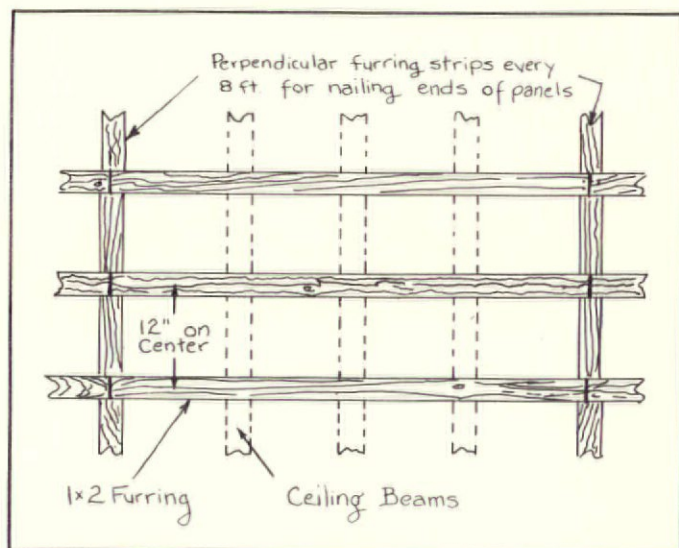 Perpendicular furring strips every
8 ft. for nailing ends of panels
12" on
Center
1x2 Furring
Ceiling Beams